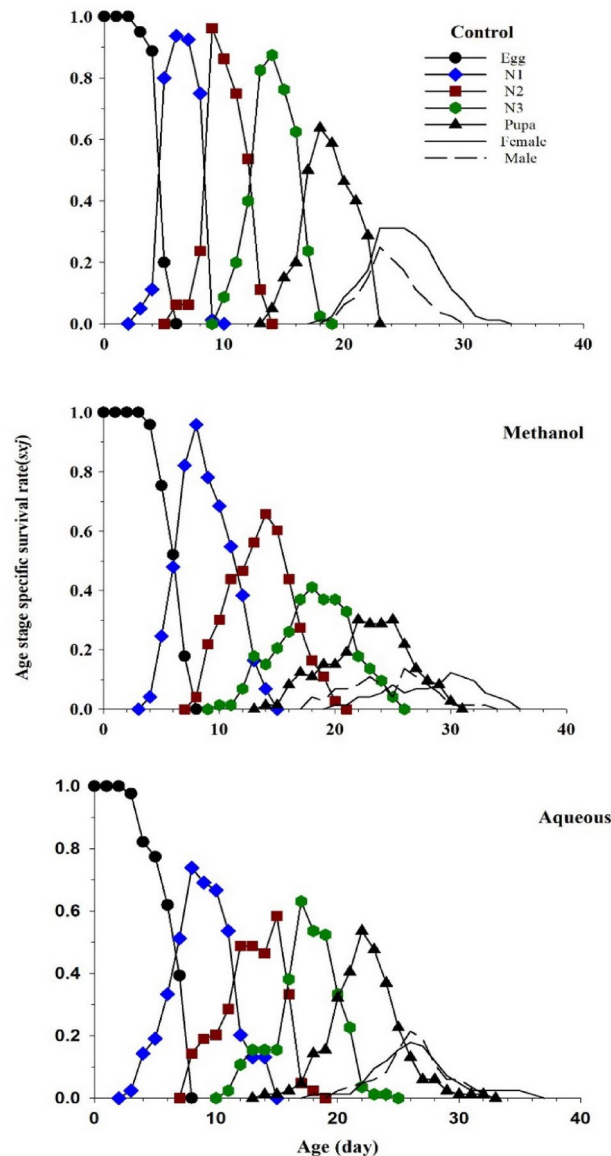 Control
Egg
N1
N2
N3
Pupa
Female
Male
1.0
0.8
0.6
0.4
0.2
0.0
0 10 20 30 40
Methanol
1.0
0.8
0.6
0.4
0.2
0.0
0 10 20 30 40
Age stage specific survival rate(sxj)
Aqueous
1.0
0.8
0.6
0.4
0.2
0.0
0 10 20 30 40
Age (day)